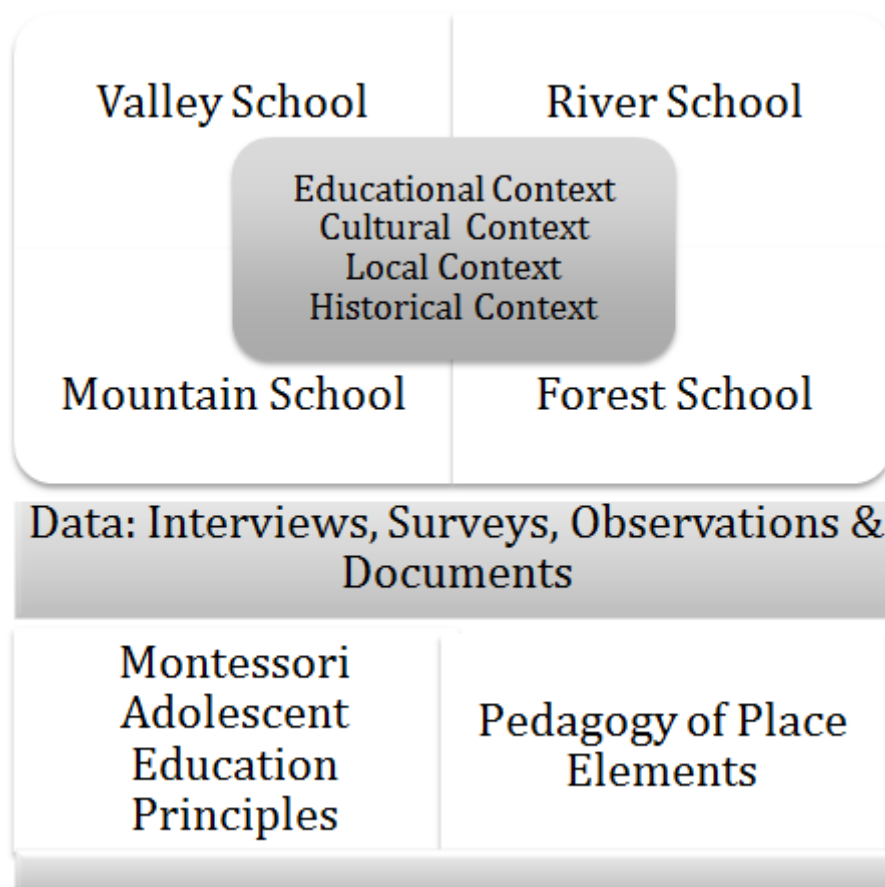 Valley School
River School
Educational Context
Cultural Context
Local Context
Historical Context
Mountain School
Forest School
Data: Interviews, Surveys, Observations &
Documents
Montessori
Adolescent
Education
Principles
Pedagogy of Place
Elements